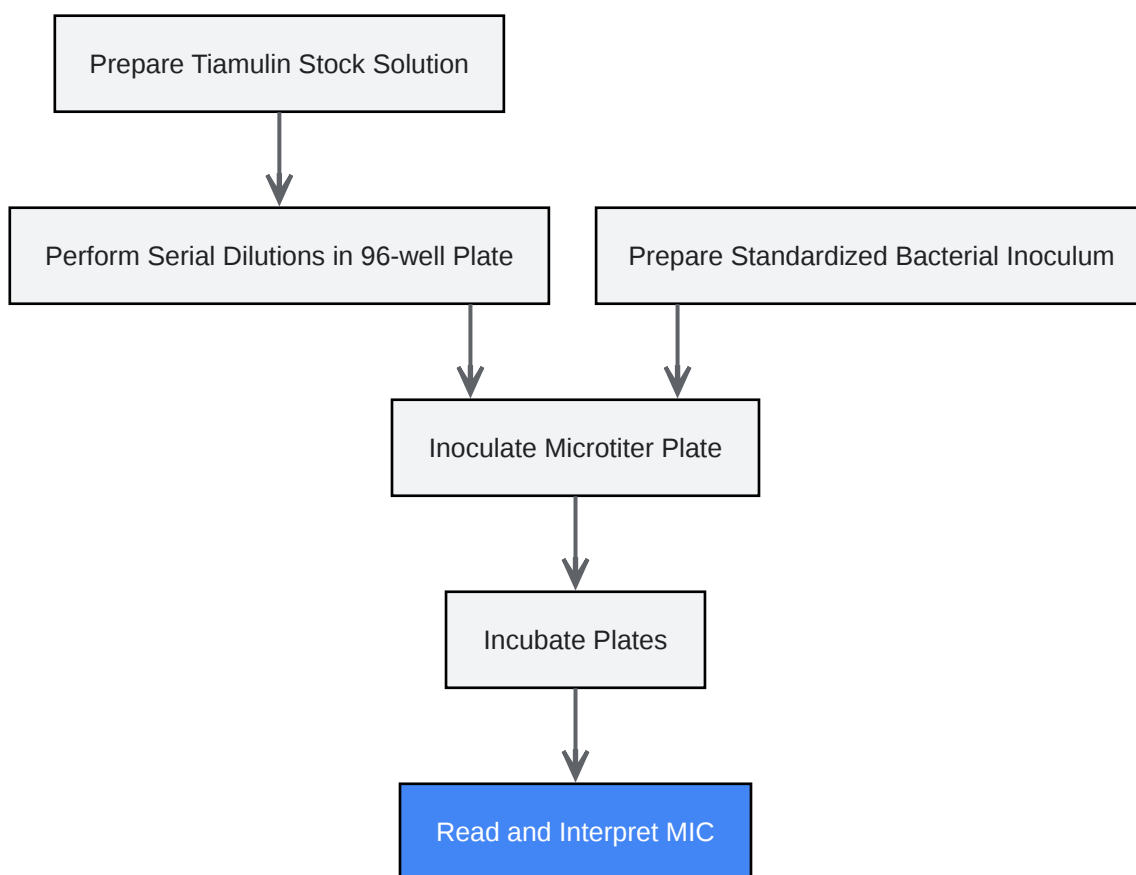 Prepare Tiamulin Stock Solution
Perform Serial Dilutions in 96-well Plate
Prepare Standardized Bacterial Inoculum
Inoculate Microtiter Plate
Incubate Plates
Read and Interpret MIC